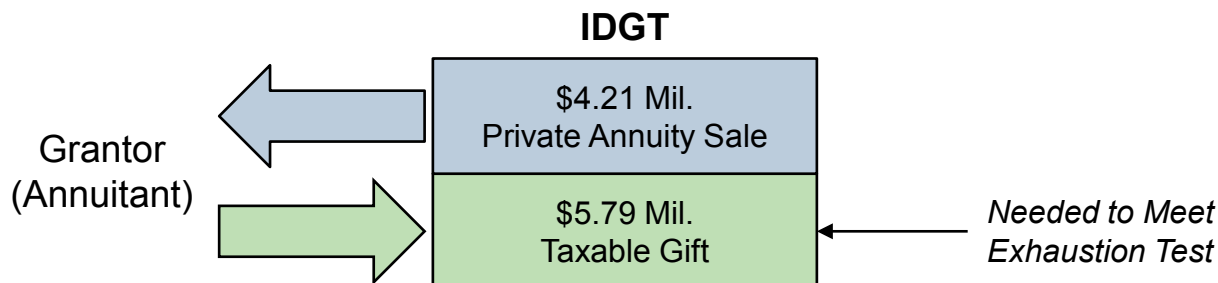 IDGT
$4.21 Mil.
Private Annuity Sale
Grantor
(Annuitant)
$5.79 Mil.
Taxable Gift
Needed to Meet
Exhaustion Test